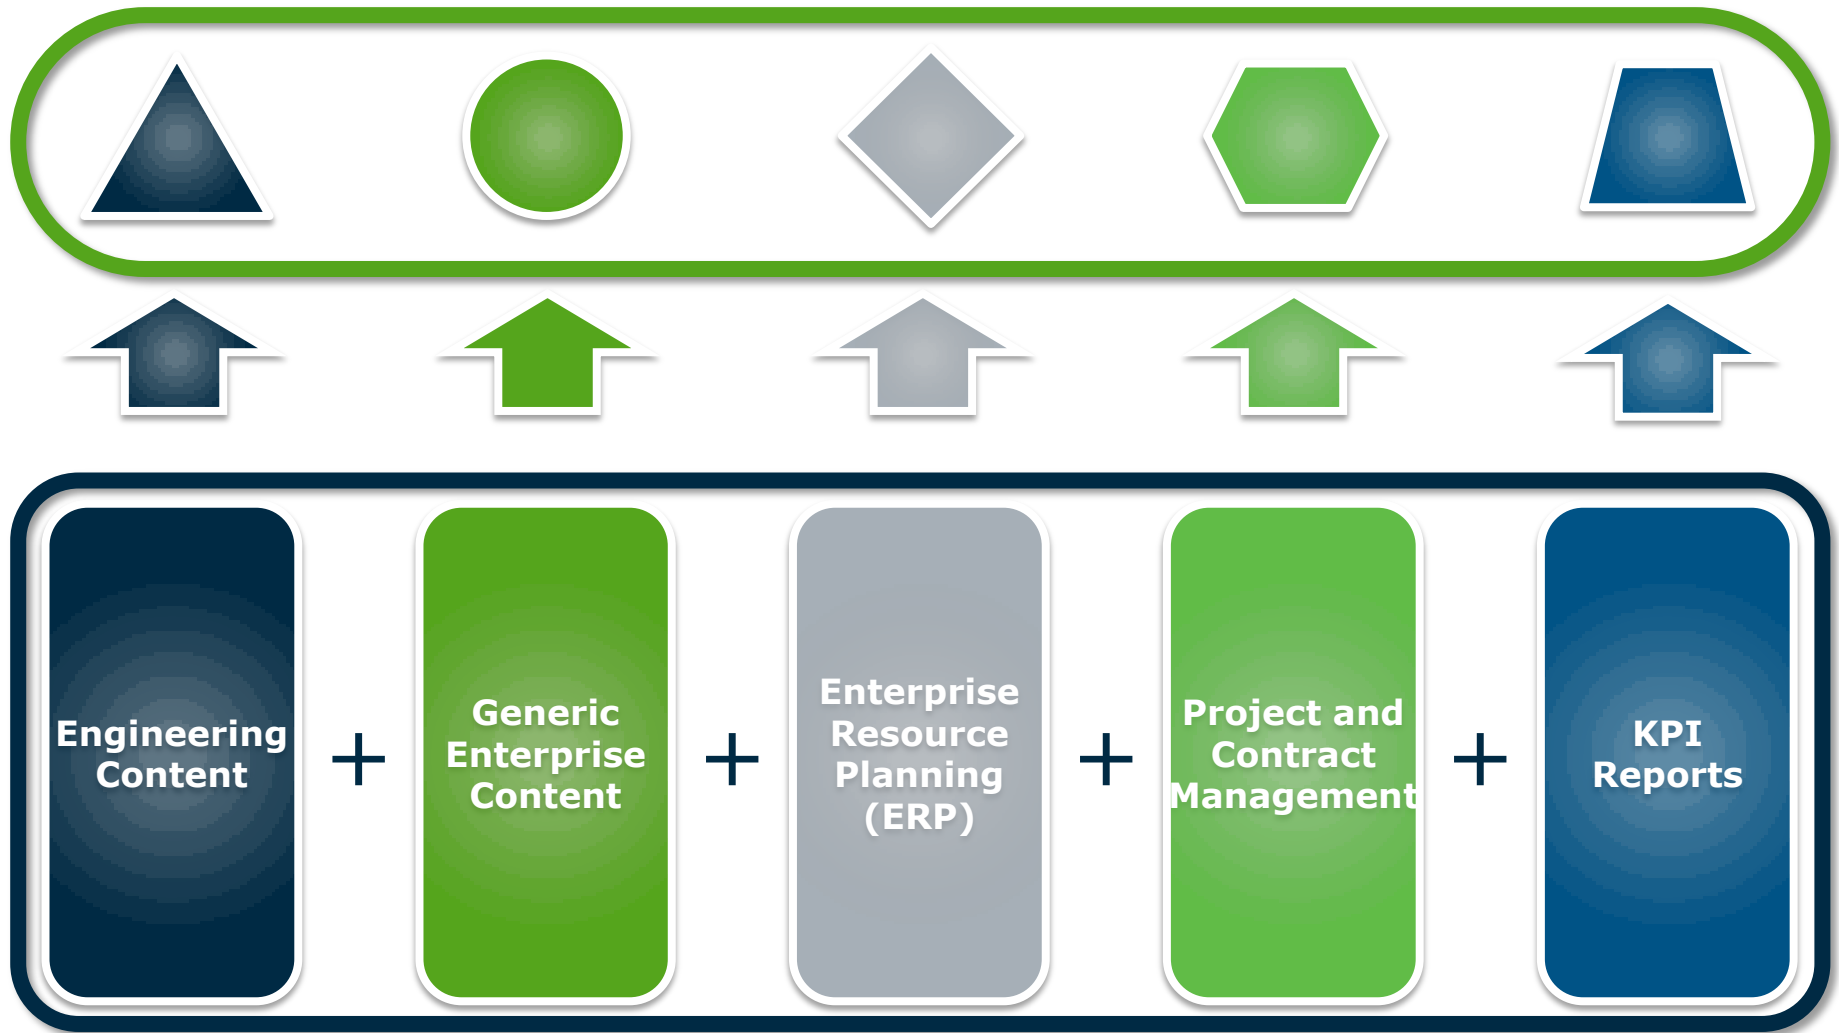 Engineering
Content
+
Generic
Enterprise
Content
+
Enterprise
Resource
Planning
(ERP)
+
Project and
Contract
Management
+
KPI
Reports